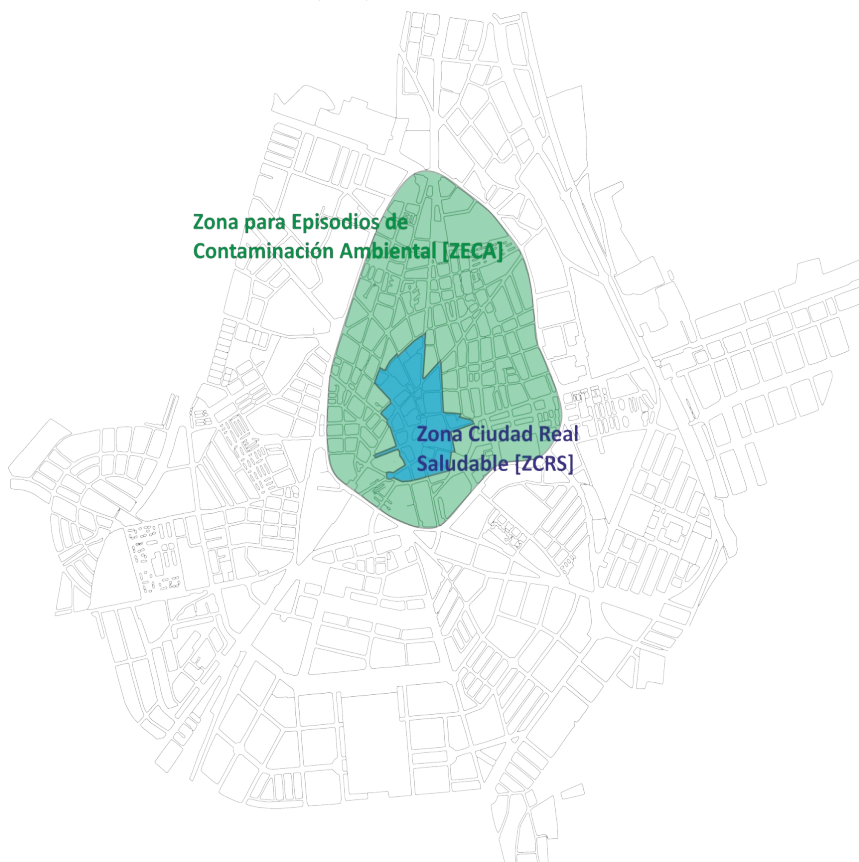 Zona para Episodios de
Contaminación Ambiental [ZECA]
Zona Ciudad Real
Saludable [ZCRS]